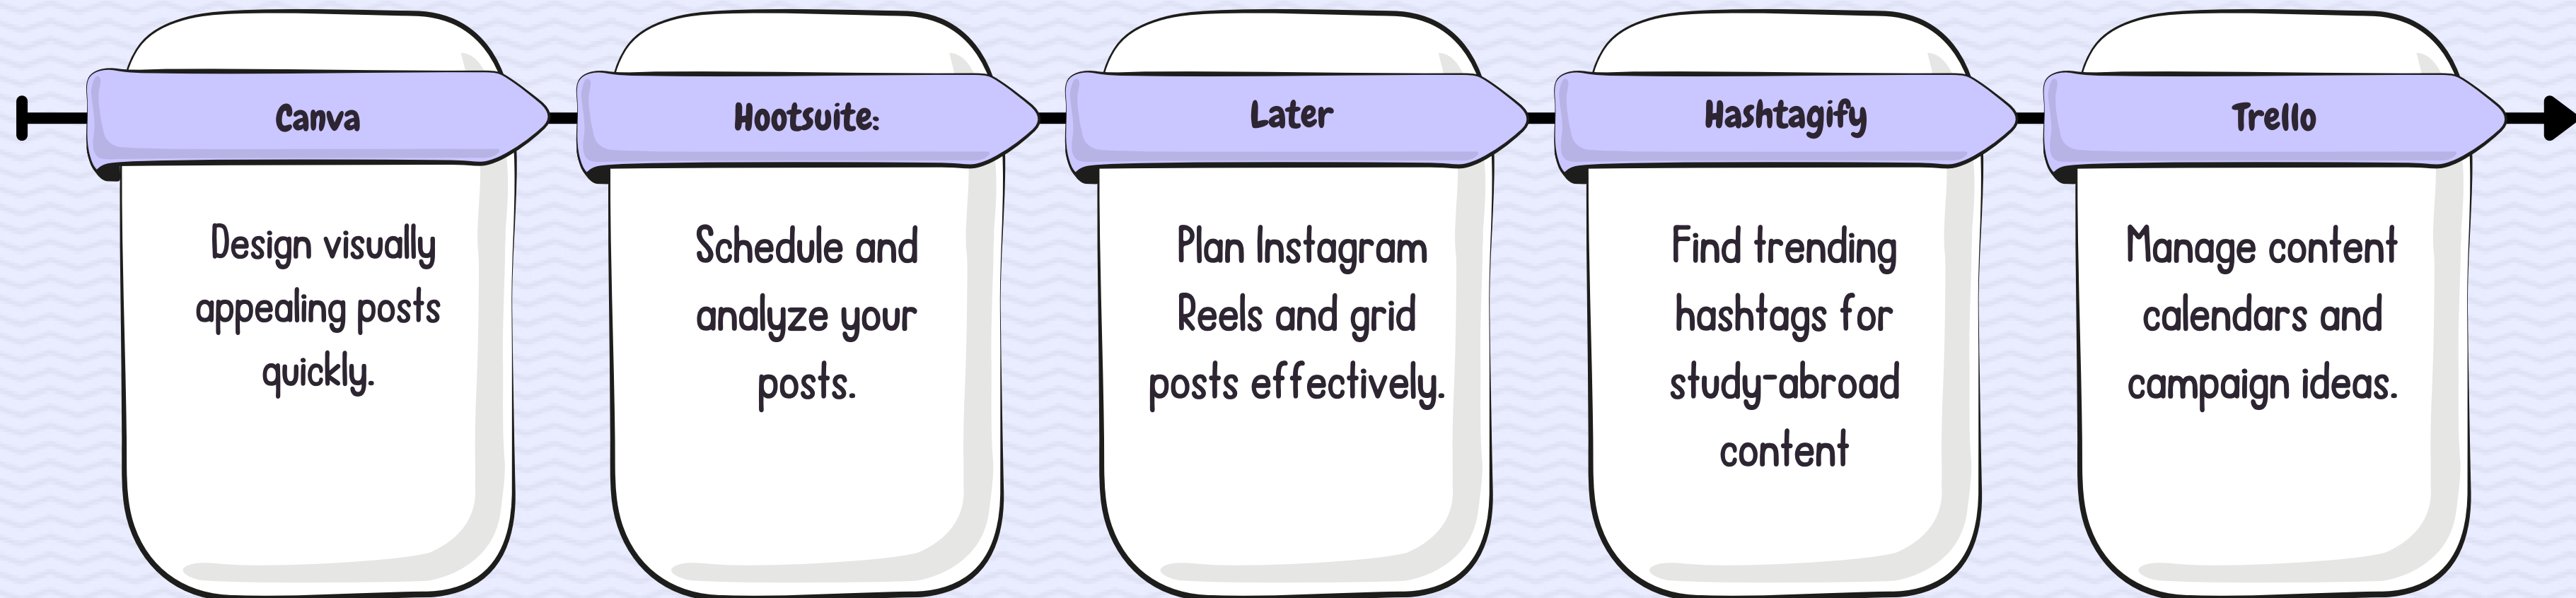 Canva
Design visually
appealing posts
quickly.
Hootsuite:
Schedule and
analyze your
posts.
Later
Plan Instagram
Reels and grid
posts effectively.
Hashtagify
Find trending
hashtags for
study-abroad
content
Trello
Manage content
calendars and
campaign ideas.